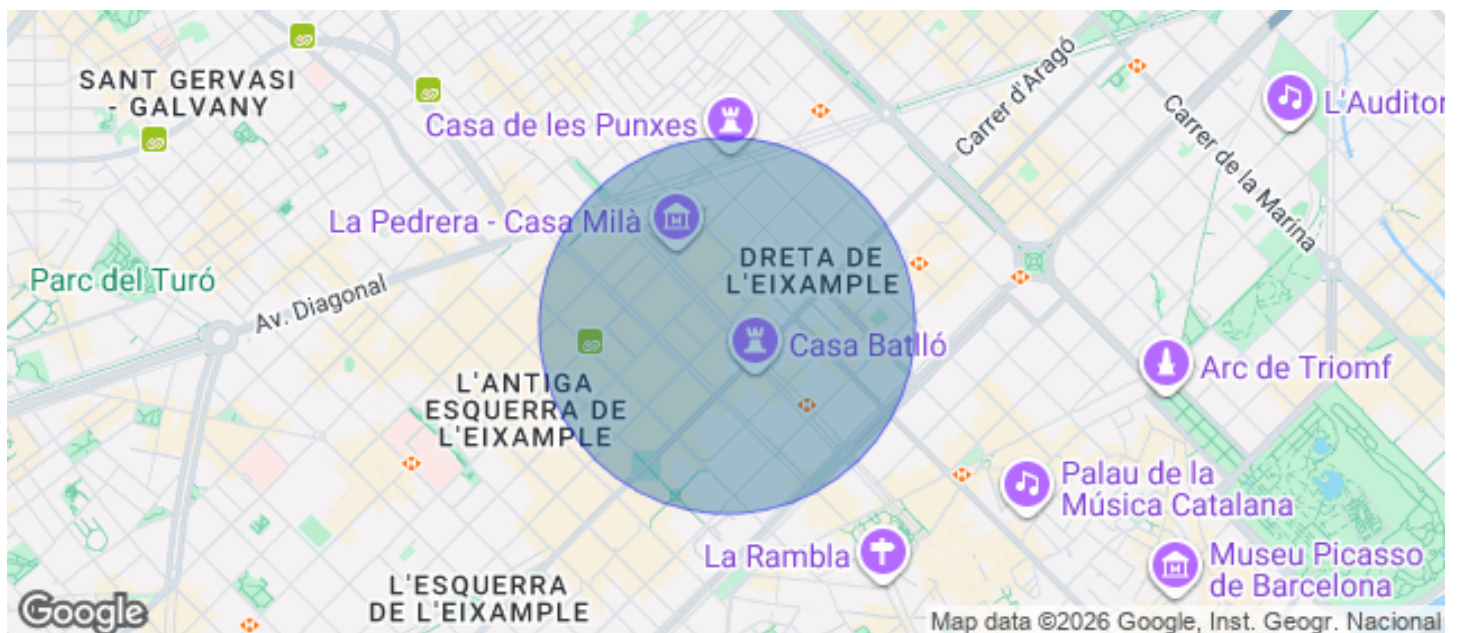 SANT GERVASI
- GALVANY
Casa de les Punxes
Carrer d'Aragó
L'Auditor
Carrer de la Marina
La Pedrera - Casa Milà
DRETA DE
L'EIXAMPLE
Parc del Turó
Av. Diagonal
Casa Batlló
Arc de Triomf
L'ANTIGA
ESQUERRA DE
L'EIXAMPLE
Palau de la
Música Catalana
La Rambla
Museu Picasso
de Barcelona
L'ESQUERRA
DE L'EIXAMPLE
Google
Map data ©2026 Google, Inst. Geogr. Nacional